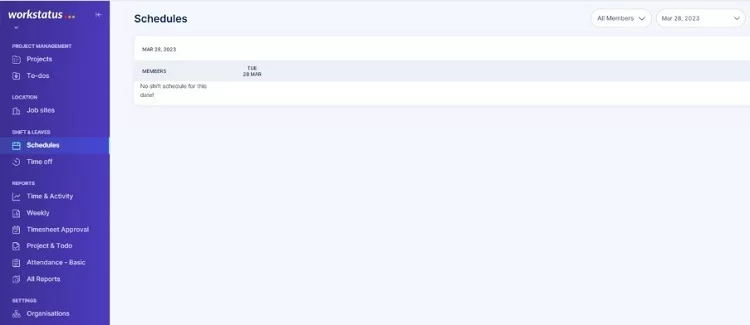 workstatus
PROJECT MANAGEMENT
Projects
To-dos
LOCATION
Job sites
SHIFT & LEAVES
Schedules
Time off
REPORTS
Time & Activity
Weekly
Timesheet Approval
Project & Todo
Attendance - Basic
All Reports
SETTINGS
Organisations
Schedules
All Members
Mar 28, 2023
MAR 28, 2023
MEMBERS
TUE
28 MAR
No shift schedule for this
date!